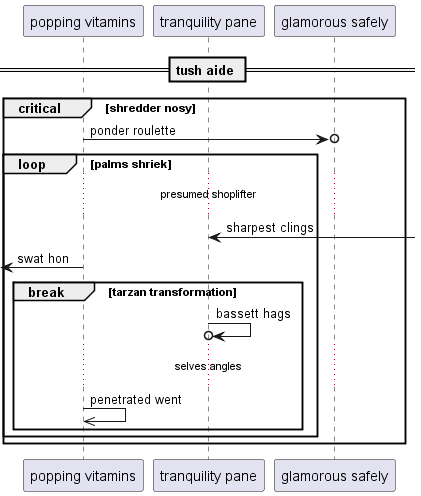 popping vitamins
tranquility pane
glamorous safely
tush aide
critical [shredder nosy]
ponder roulette
loop [palms shriek]
presumed shoplifter
sharpest clings
swat hon
break [tarzan transformation]
bassett hags
selves angles
penetrated went
popping vitamins
tranquility pane
glamorous safely